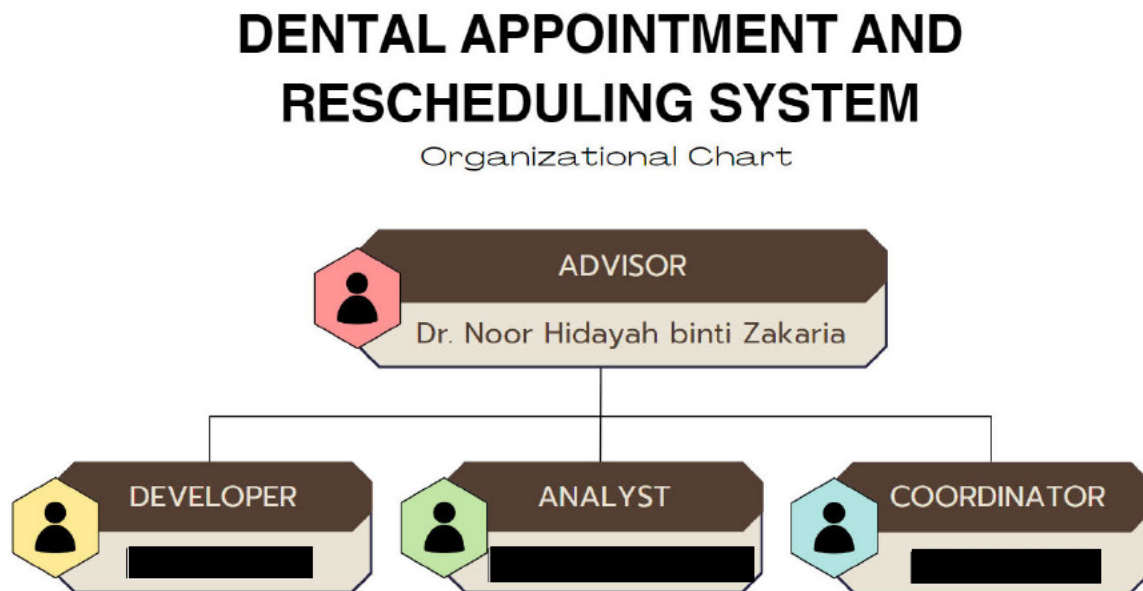 DENTAL APPOINTMENT AND
RESCHEDULING SYSTEM
Organizational Chart
ADVISOR
Dr. Noor Hidayah binti Zakaria
DEVELOPER
ANALYST
COORDINATOR